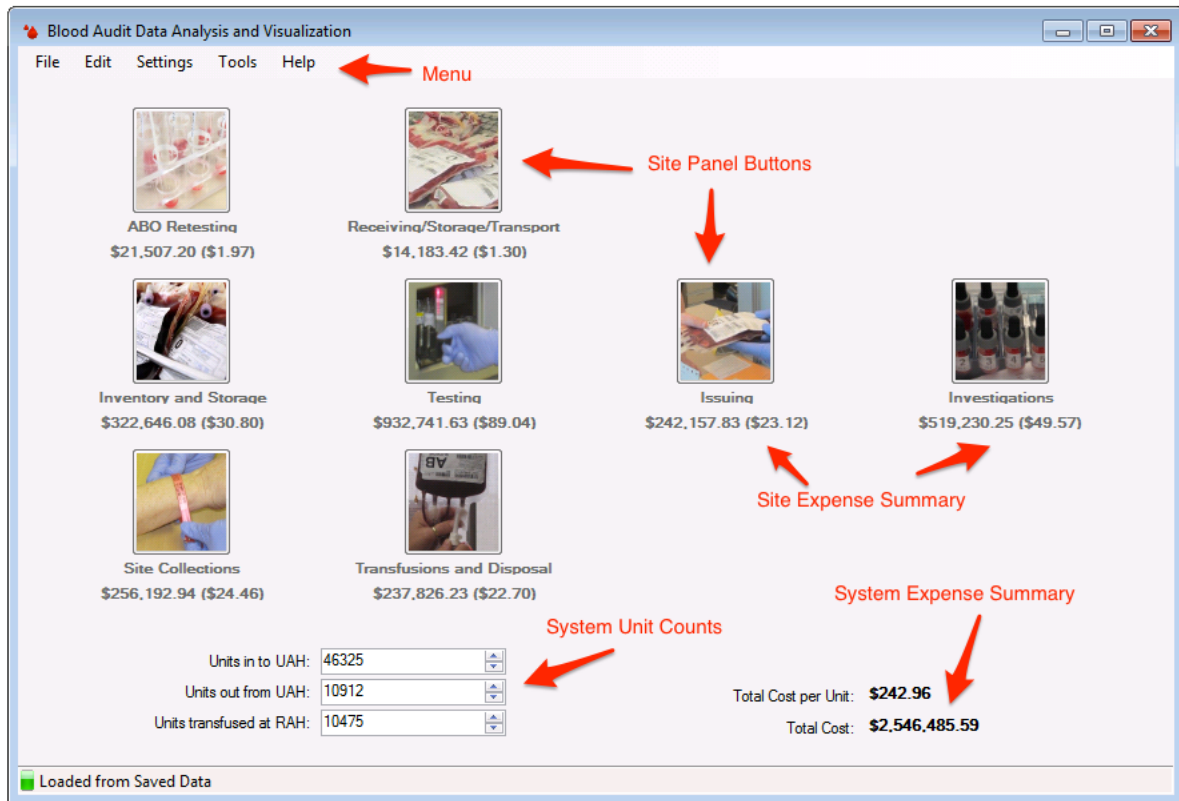 Blood Audit Data Analysis and Visualization
File Edit Settings Tools Help
Menu
Site Panel Buttons
ABO Retesting
$21,507.20 ($1.97)
Receiving/Storage/Transport
$14,183.42 ($1.30)
Inventory and Storage
$322,646.08 ($30.80)
Testing
$932,741.63 ($89.04)
Issuing
$242,157.83 ($23.12)
Investigations
$519,230.25 ($49.57)
Site Expense Summary
Site Collections
$256,192.94 ($24.46)
AB
Transfusions and Disposal
$237,826.23 ($22.70)
System Expense Summary
System Unit Counts
Units in to UAH: 46325
Units out from UAH: 10912
Units transfused at RAH: 10475
Total Cost per Unit: $242.96
Total Cost: $2,546,485.59
Loaded from Saved Data